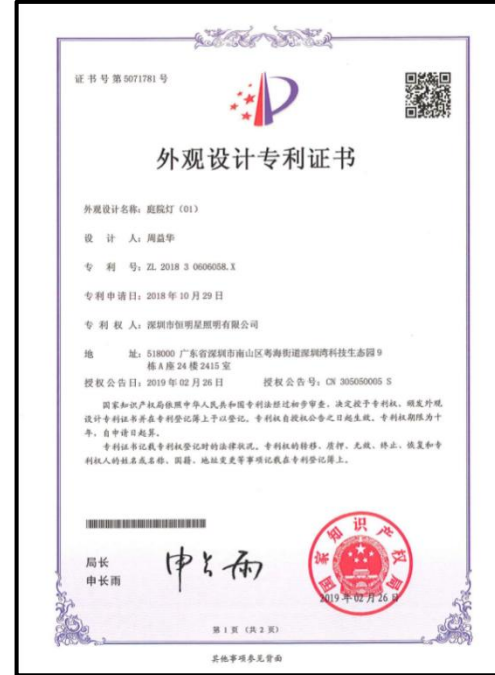 证书号第5071781号
外观设计专利证书
外观设计名称：庭院灯（01）
设 计 人：周益华
专 利 号：ZL 2018 3 0606058.X
专利申请日：2018年10月29日
专 利 权 人：深圳市恒明星照明有限公司
地 址：518000 广东省深圳市南山区粤海街道深圳湾科技生态园9
栋A座24楼2415室
授权公告日：2019年02月26日 授权公告号：CN 305050005 S
国家知识产权局依照中华人民共和国专利法经过初步审查，决定授予专利权，颁发外观
设计专利证书并在专利登记簿上予以登记。专利权自授权公告之日起生效。专利权期限为十
年，自申请日起算。
专利证书记载专利权登记时的法律状况。专利权的转移、质押、无效、终止、恢复和专
利权人的姓名或名称、国籍、地址变更等事项记载在专利登记簿上。
局长
申长雨
申长雨
国家知识产权局
2019年02月26日
第 1 页 （共 2 页）
其他事项参见背面